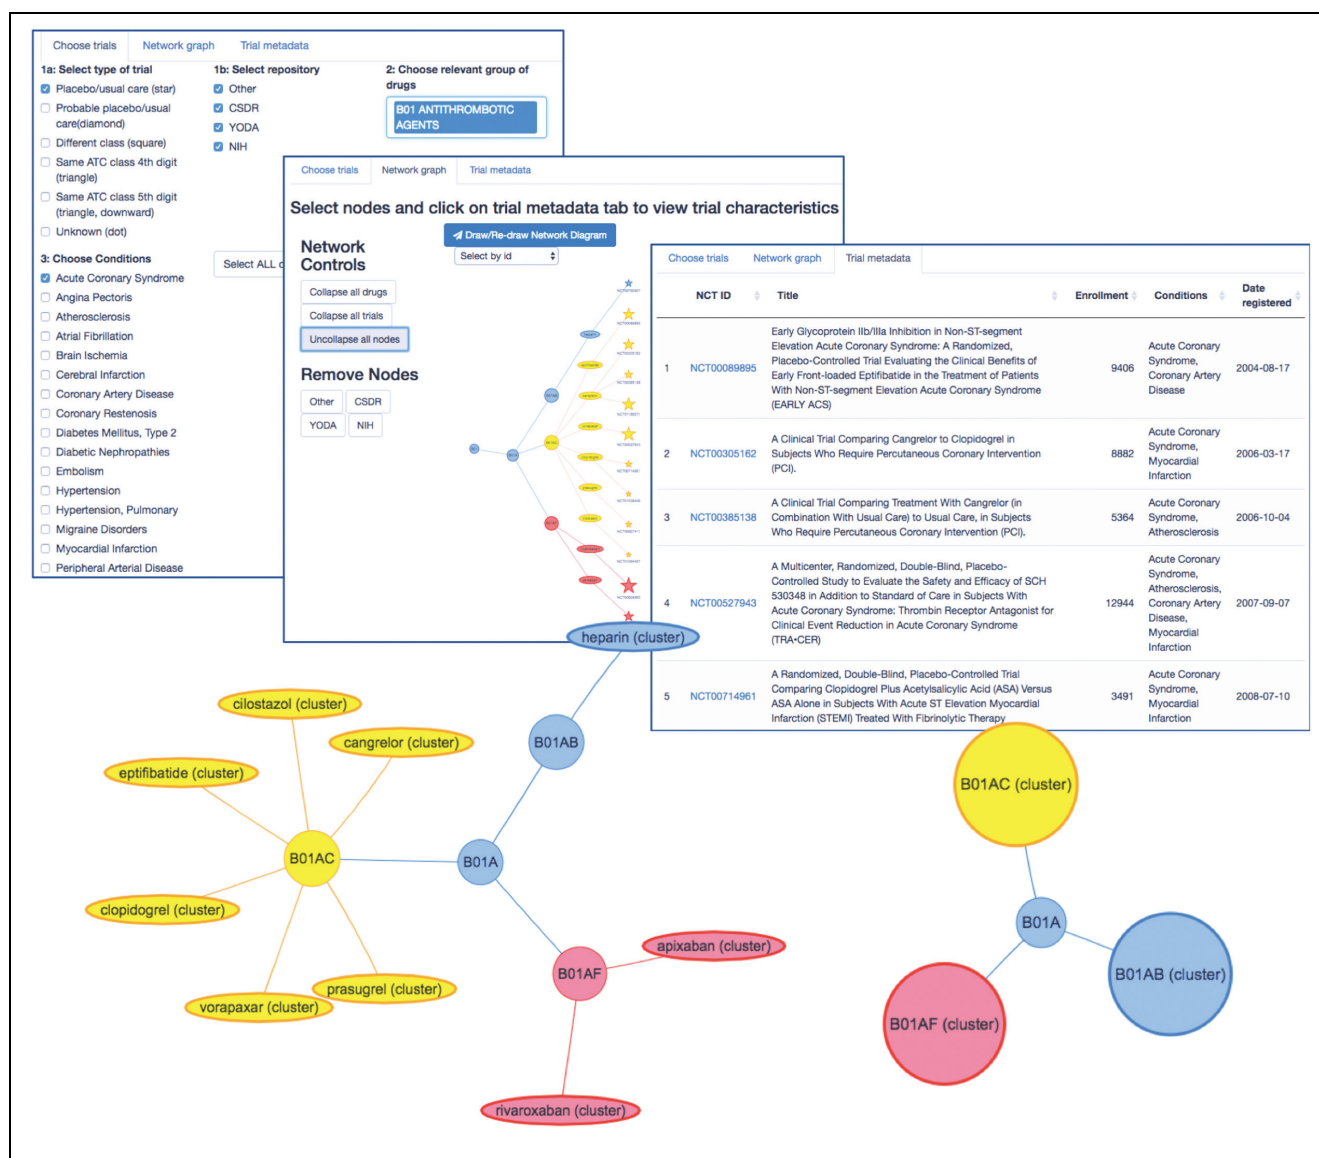 Choose trials
Network graph
Trial metadata
1a: Select type of trial
Placebo/usual care (star)
Probable placebo/usual
care(diamond)
Different class (square)
Same ATC class 4th digit
(triangle)
Same ATC class 5th digit
(triangle, downward)
Unknown (dot)
1b: Select repository
Other
CSDR
YODA
NIH
2: Choose relevant group of
drugs
B01 ANTITHROMBOTIC
AGENTS
3: Choose Conditions
Select ALL
Acute Coronary Syndrome
Angina Pectoris
Atherosclerosis
Atrial Fibrillation
Brain Ischemia
Cerebral Infarction
Coronary Artery Disease
Coronary Restenosis
Diabetes Mellitus, Type 2
Diabetic Nephropathies
Embolism
Hypertension
Hypertension, Pulmonary
Migraine Disorders
Myocardial Infarction
Peripheral Arterial Disease
Choose trials
Network graph
Trial metadata
Select nodes and click on trial metadata tab to view trial characteristics
Network
Controls
Collapse all drugs
Collapse all trials
Uncollapse all nodes
Remove Nodes
Other
CSDR
YODA
NIH
Draw/Re-draw Network Diagram
Select by id
Choose trials
Network graph
Trial metadata
NCT ID
Title
Enrollment
Conditions
Date
registered
1
NCT00089895
Early Glycoprotein IIb/IIIa Inhibition in Non-ST-segment
Elevation Acute Coronary Syndrome: A Randomized,
Placebo-Controlled Trial Evaluating the Clinical Benefits of
Early Front-loaded Eptifibatide in the Treatment of Patients
With Non-ST-segment Elevation Acute Coronary Syndrome
(EARLY ACS)
9406
Acute Coronary
Syndrome,
Coronary Artery
Disease
2004-08-17
2
NCT00305162
A Clinical Trial Comparing Cangrelor to Clopidogrel in
Subjects Who Require Percutaneous Coronary Intervention
(PCI).
8882
Acute Coronary
Syndrome,
Myocardial
Infarction
2006-03-17
3
NCT00385138
A Clinical Trial Comparing Treatment With Cangrelor (in
Combination With Usual Care) to Usual Care, in Subjects
Who Require Percutaneous Coronary Intervention (PCI).
5364
Acute Coronary
Syndrome,
Atherosclerosis
2006-10-04
4
NCT00527943
A Multicenter, Randomized, Double-Blind, Placebo-
Controlled Study to Evaluate the Safety and Efficacy of SCH
530348 in Addition to Standard of Care in Subjects With
Acute Coronary Syndrome: Thrombin Receptor Antagonist for
Clinical Event Reduction in Acute Coronary Syndrome
(TRA•CER)
12944
Acute Coronary
Syndrome,
Atherosclerosis,
Coronary Artery
Disease,
Myocardial
Infarction
2007-09-07
5
NCT00714961
A Randomized, Double-Blind, Placebo-Controlled Trial
Comparing Clopidogrel Plus Acetylsalicylic Acid (ASA) Versus
ASA Alone in Subjects With Acute ST Elevation Myocardial
Infarction (STEMI) Treated With Fibrinolytic Therapy
3491
Acute Coronary
Syndrome,
Myocardial
Infarction
2008-07-10
heparin (cluster)
cilostazol (cluster)
cangrelor (cluster)
eptifibatide (cluster)
B01AB
B01AC
B01A
clopidogrel (cluster)
apixaban (cluster)
B01AF
prasugrel (cluster)
vorapaxar (cluster)
rivaroxaban (cluster)
B01AC (cluster)
B01A
B01AB (cluster)
B01AF (cluster)